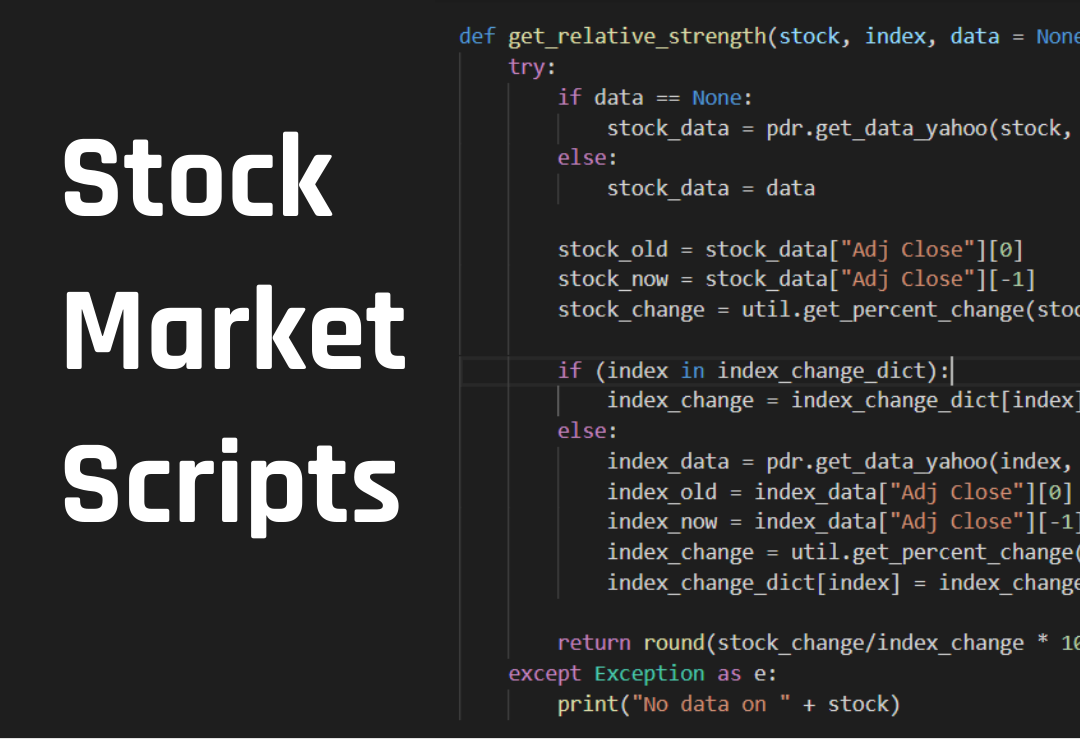 Stock
Market
Scripts
def get_relative_strength(stock, index, data = None
try:
if data == None:
stock_data = pdr.get_data_yahoo(stock,
else:
stock_data = data
stock_old = stock_data["Adj Close"][0]
stock_now = stock_data["Adj Close"][-1]
stock_change = util.get_percent_change(stoc
if (index in index_change_dict):
index_change = index_change_dict[index]
else:
index_data = pdr.get_data_yahoo(index,
index_old = index_data["Adj Close"][0]
index_now = index_data["Adj Close"][-1]
index_change = util.get_percent_change(
index_change_dict[index] = index_change
return round(stock_change/index_change * 10
except Exception as e:
print("No data on " + stock)